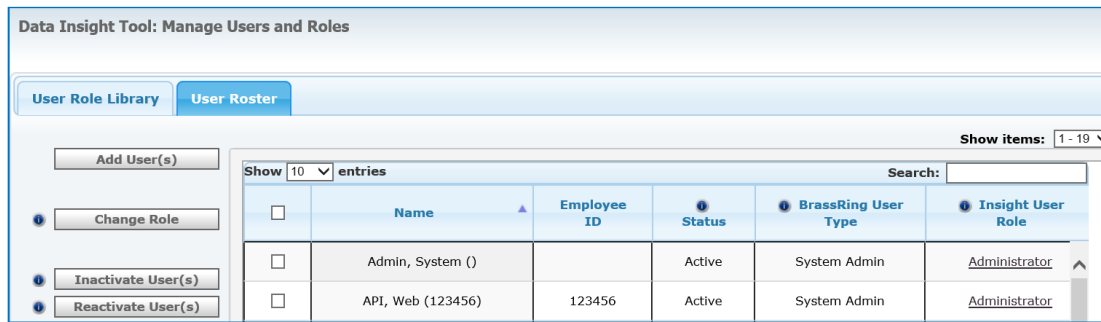 Data Insight Tool: Manage Users and Roles
User Role Library User Roster
Show items: 1 - 19
Add User(s)
Show 10 entries Search:
Change Role
Name Employee ID Status BrassRing User Type Insight User Role
Admin, System () Active System Admin Administrator
Inactivate User(s)
API, Web (123456) 123456 Active System Admin Administrator
Reactivate User(s)